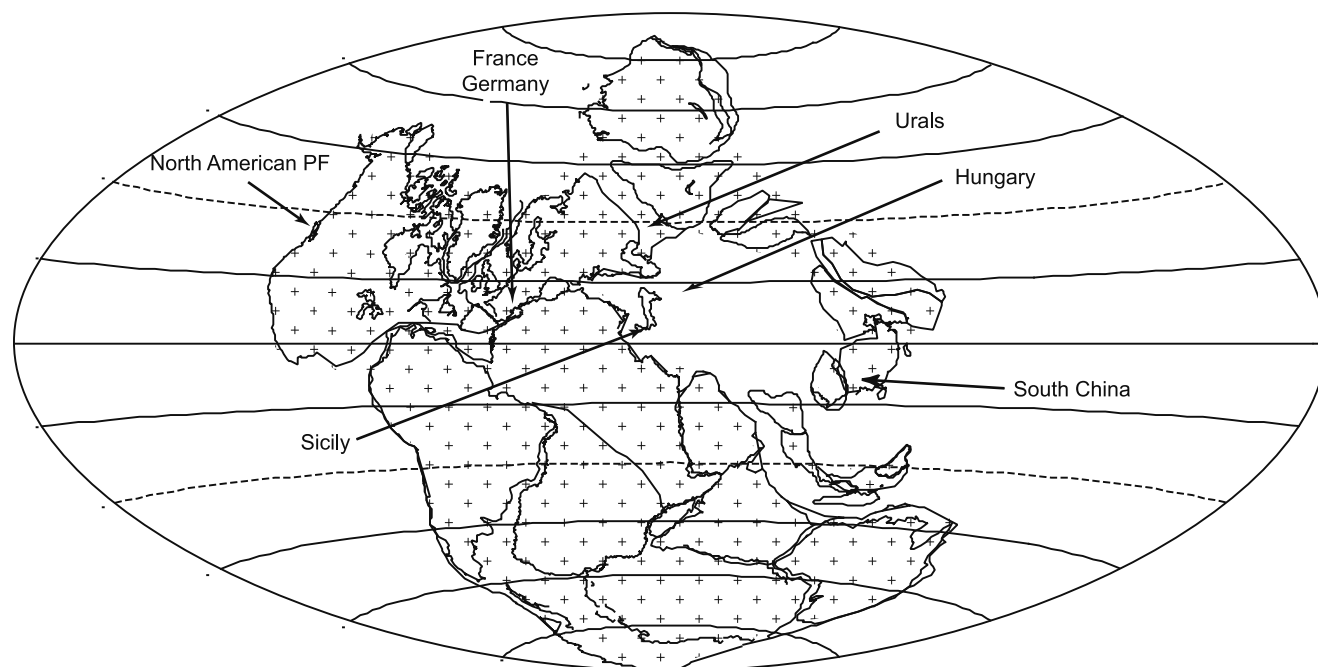 France
Germany
Urals
North American PF
Hungary
South China
Sicily